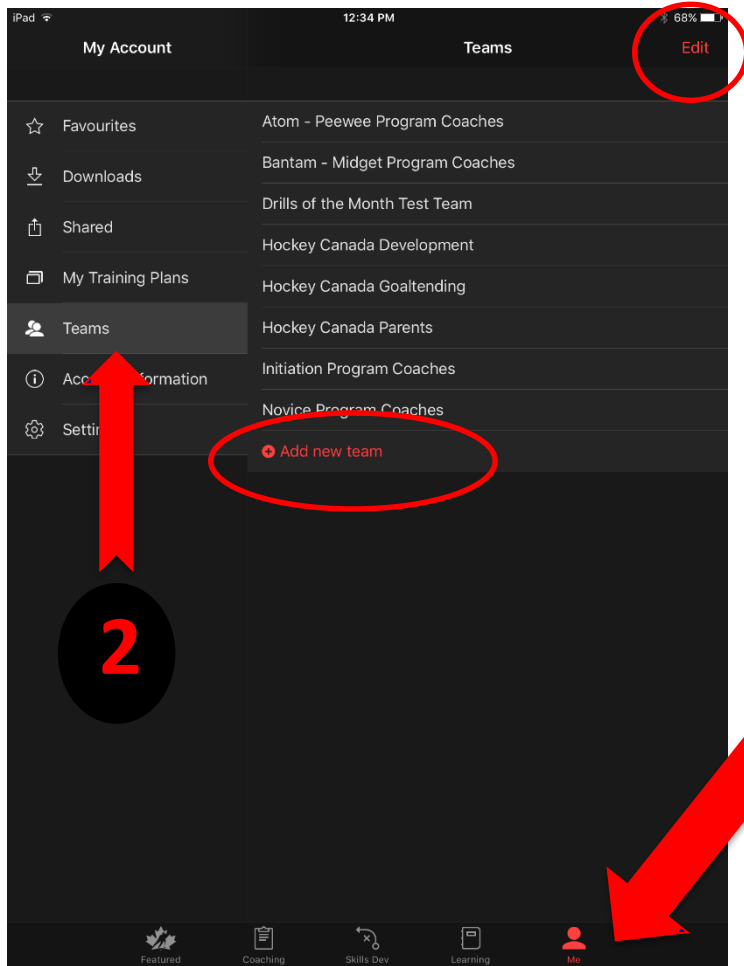 iPad 12:34 PM 68%
My Account
Teams
Edit
Favourites
Downloads
Shared
My Training Plans
Teams
Information
Atom - Peewee Program Coaches
Bantam - Midget Program Coaches
Drills of the Month Test Team
Hockey Canada Development
Hockey Canada Goaltending
Hockey Canada Parents
Initiation Program Coaches
Novice Program Coaches
Add new team
2
Featured
Coaching
Skills Dev
Learning
Me